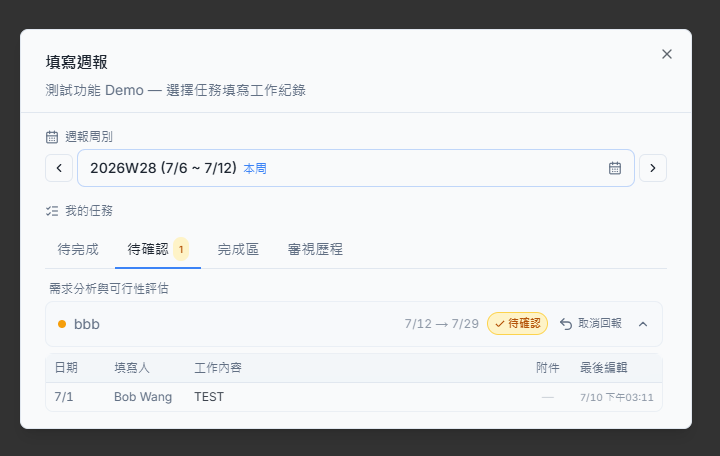 填寫週報
測試功能 Demo — 選擇任務填寫工作紀錄
週報周別
2026W28 (7/6 ~ 7/12) 本周
我的任務
待完成 待確認 1 完成區 審視歷程
需求分析與可行性評估
bbb 7/12 → 7/29 待確認 取消回報
日期 填寫人 工作內容 附件 最後編輯
7/1 Bob Wang TEST — 7/10 下午03:11